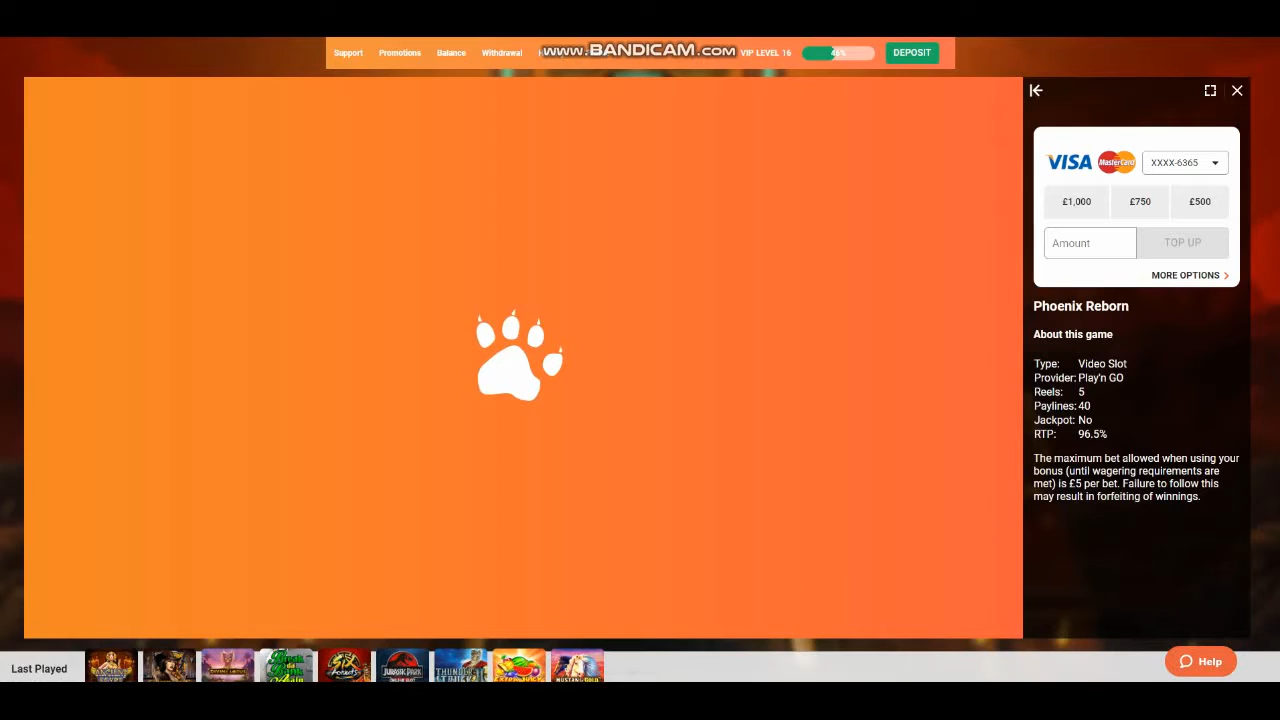 Support Promotions Balance Withdrawal www.BANDICAM.com VIP LEVEL 16 46% DEPOSIT
VISA MasterCard XXXX-6365
£1,000 £750 £500
Amount TOP UP
MORE OPTIONS
Phoenix Reborn
About this game
Type: Video Slot
Provider: Play'n GO
Reels: 5
Paylines: 40
Jackpot: No
RTP: 96.5%
The maximum bet allowed when using your
bonus (until wagering requirements are
met) is £5 per bet. Failure to follow this
may result in forfeiting of winnings.
Last Played
JURASSIC PARK
Help